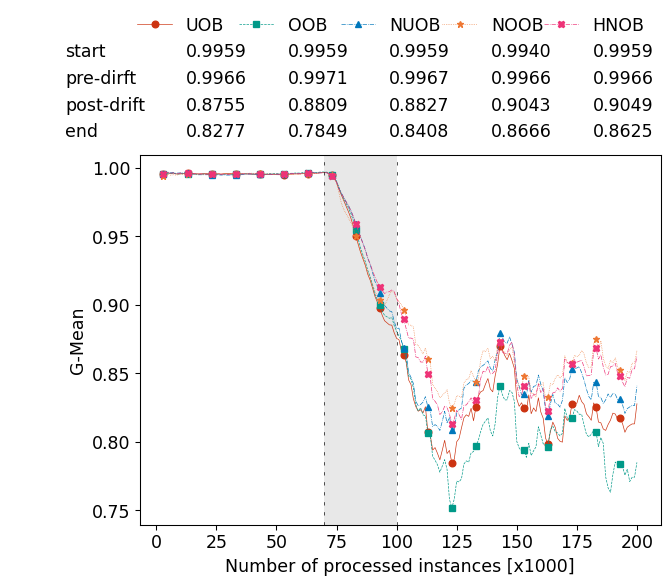 UOB OOB NUOB NOOB HNOB
start 0.9959 0.9959 0.9959 0.9940 0.9959
pre-dirft 0.9966 0.9971 0.9967 0.9966 0.9966
post-drift 0.8755 0.8809 0.8827 0.9043 0.9049
end 0.8277 0.7849 0.8408 0.8666 0.8625
1.00
0.95
0.90
0.85
0.80
0.75
G-Mean
0 25 50 75 100 125 150 175 200
Number of processed instances [x1000]